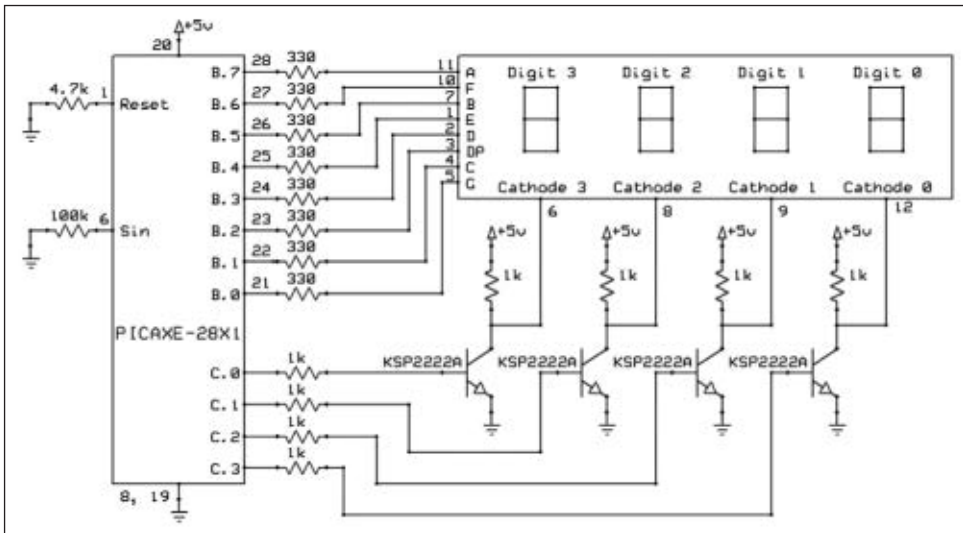 +5v
20
28 330
B.7
27 330
B.6
26 330
B.5
25 330
B.4
24 330
B.3
23 330
B.2
22 330
B.1
21 330
B.0
4.7k 1
Reset
100k 6
Sin
PICAXE-28X1
C.0
C.1
C.2
C.3
1k
1k
1k
1k
8, 19
11 A
10 F
7 B
1 E
2 D
3 DP
4 C
5 G
Digit 3 Digit 2 Digit 1 Digit 0
Cathode 3 Cathode 2 Cathode 1 Cathode 0
6 8 9 12
+5v +5v +5v +5v
1k 1k 1k 1k
KSP2222A KSP2222A KSP2222A KSP2222A